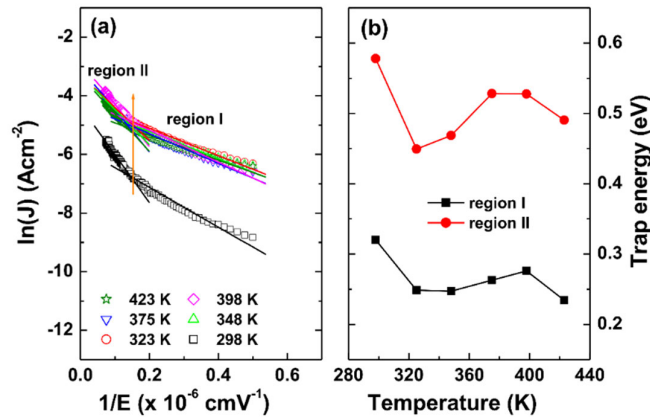 (a)
region II
region I
ln(J) (Acm-2)
-2
-4
-6
-8
-10
-12
423 K
398 K
375 K
348 K
323 K
298 K
0.0 0.2 0.4 0.6
1/E (x 10-6 cmV-1)
(b)
region I
region II
0.6
0.5
0.4
0.3
0.2
Trap energy (eV)
280 320 360 400 440
Temperature (K)